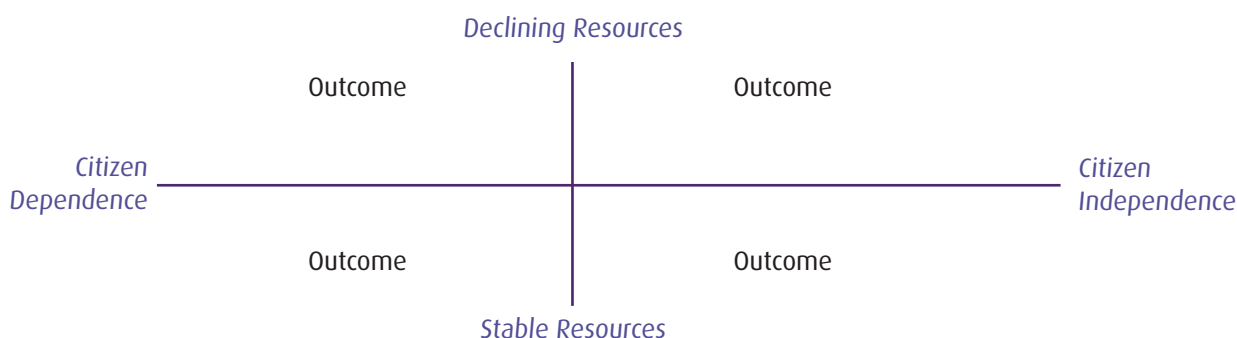 Declining Resources
Outcome
Outcome
Citizen
Dependence
Citizen
Independence
Outcome
Outcome
Stable Resources